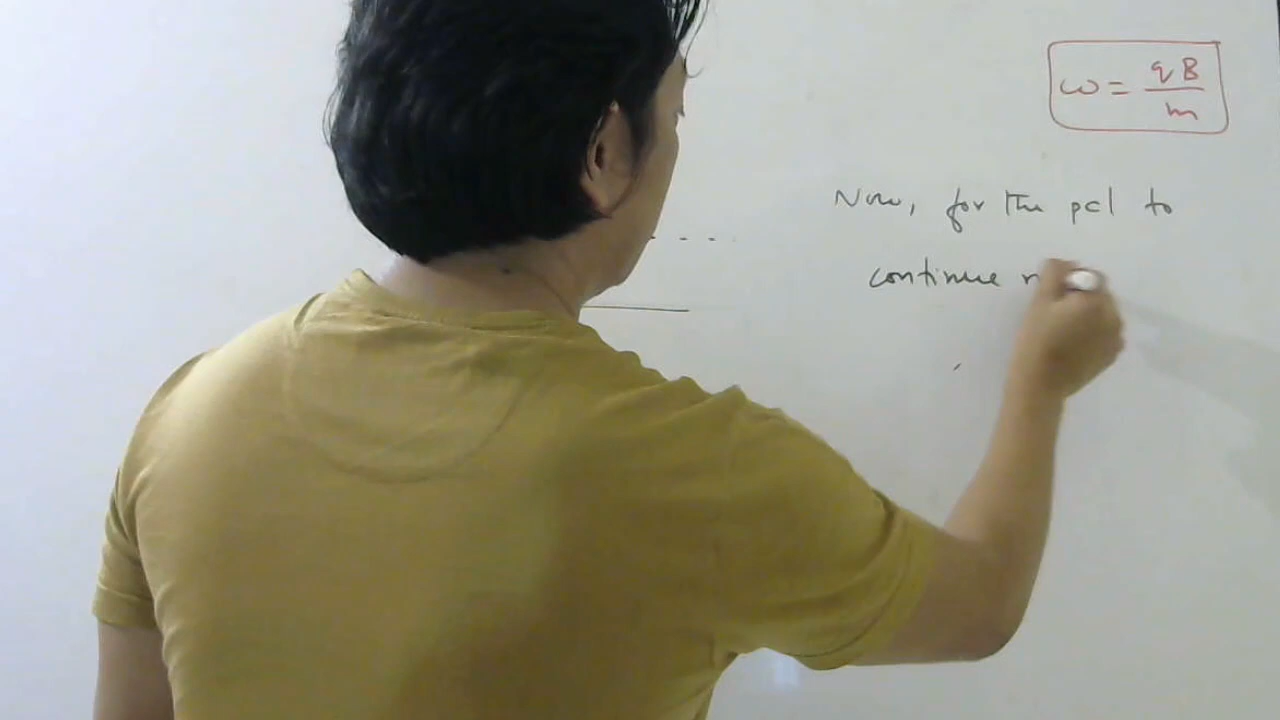 ω = qB/m
Now, for the pcl to
continue